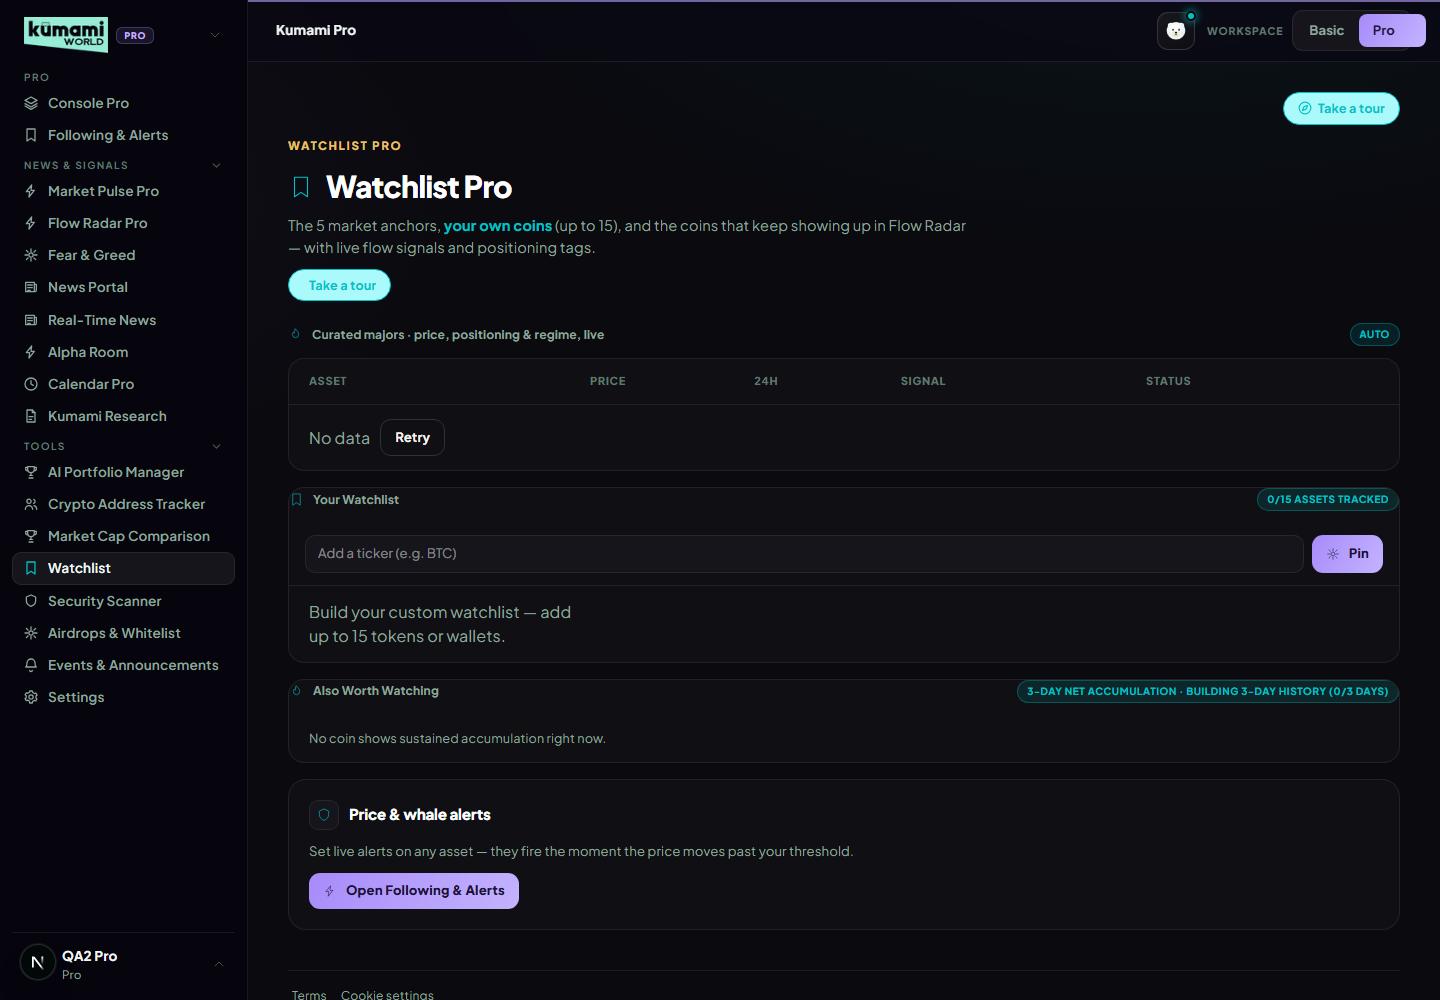 kumami
WORLD
PRO
PRO
Console Pro
Following & Alerts
NEWS & SIGNALS
Market Pulse Pro
Flow Radar Pro
Fear & Greed
News Portal
Real-Time News
Alpha Room
Calendar Pro
Kumami Research
TOOLS
AI Portfolio Manager
Crypto Address Tracker
Market Cap Comparison
Watchlist
Security Scanner
Airdrops & Whitelist
Events & Announcements
Settings
QA2 Pro
Pro
Kumami Pro
WORKSPACE
Basic
Pro
Take a tour
WATCHLIST PRO
Watchlist Pro
The 5 market anchors, your own coins (up to 15), and the coins that keep showing up in Flow Radar
— with live flow signals and positioning tags.
Take a tour
Curated majors · price, positioning & regime, live
AUTO
ASSET PRICE 24H SIGNAL STATUS
No data Retry
Your Watchlist
0/15 ASSETS TRACKED
Add a ticker (e.g. BTC)
Pin
Build your custom watchlist — add
up to 15 tokens or wallets.
Also Worth Watching
3-DAY NET ACCUMULATION · BUILDING 3-DAY HISTORY (0/3 DAYS)
No coin shows sustained accumulation right now.
Price & whale alerts
Set live alerts on any asset — they fire the moment the price moves past your threshold.
Open Following & Alerts
Terms Cookie settings